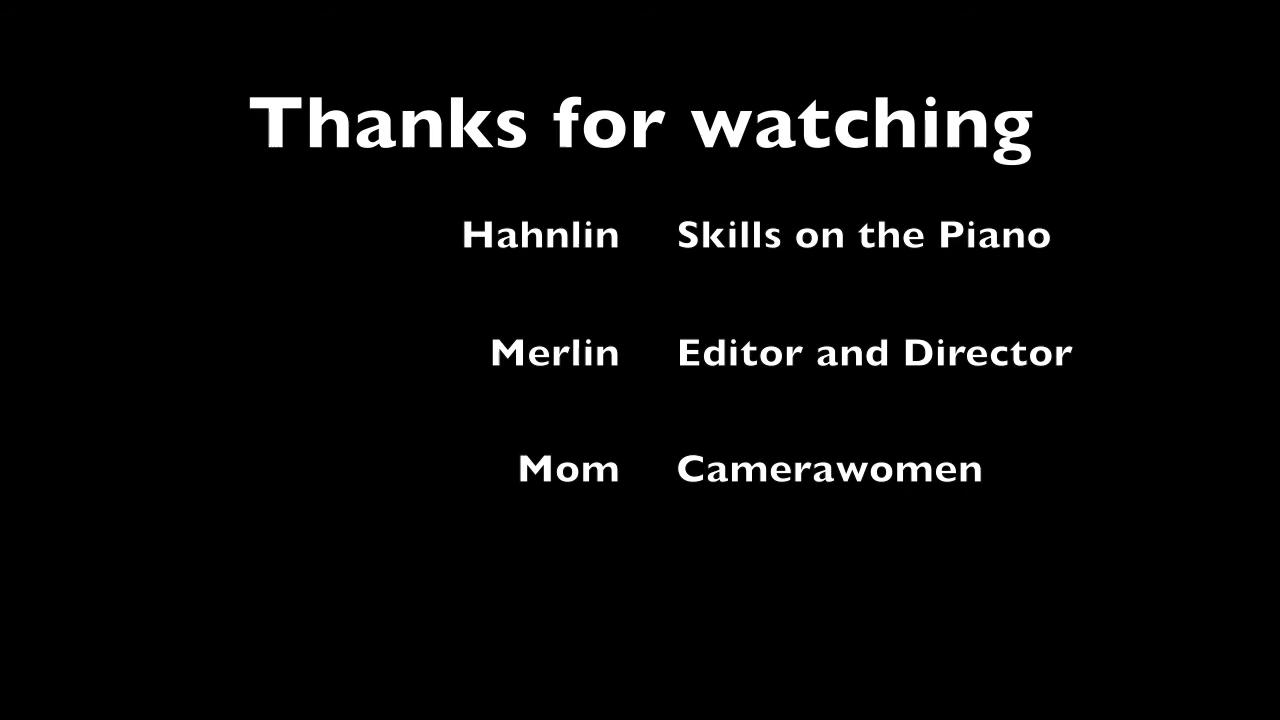 Thanks for watching
Hahnlin Skills on the Piano
Merlin Editor and Director
Mom Camerawomen